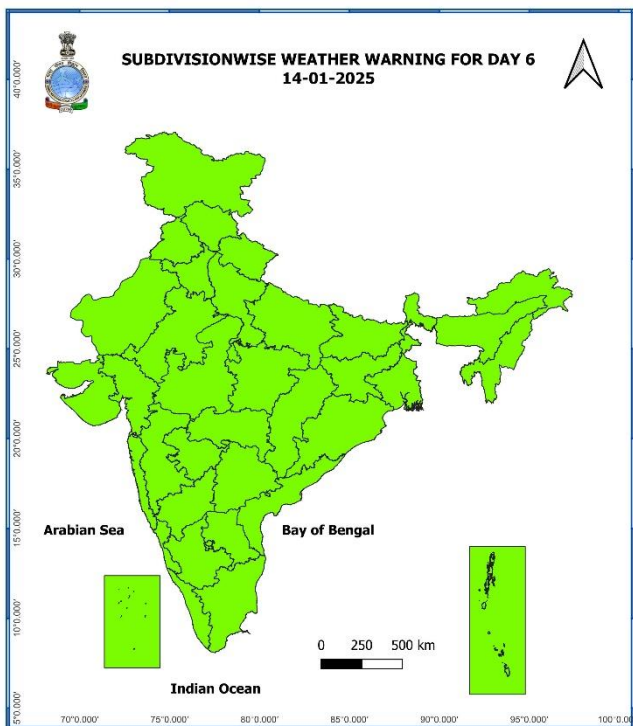 SUBDIVISIONWISE WEATHER WARNING FOR DAY 6
14-01-2025
40°0.000'
35°0.000'
30°0.000'
25°0.000'
20°0.000'
15°0.000'
10°0.000'
5°0.000'
Arabian Sea
Bay of Bengal
0 250 500 km
Indian Ocean
70°0.000' 75°0.000' 80°0.000' 85°0.000' 90°0.000' 95°0.000' 100°0.0